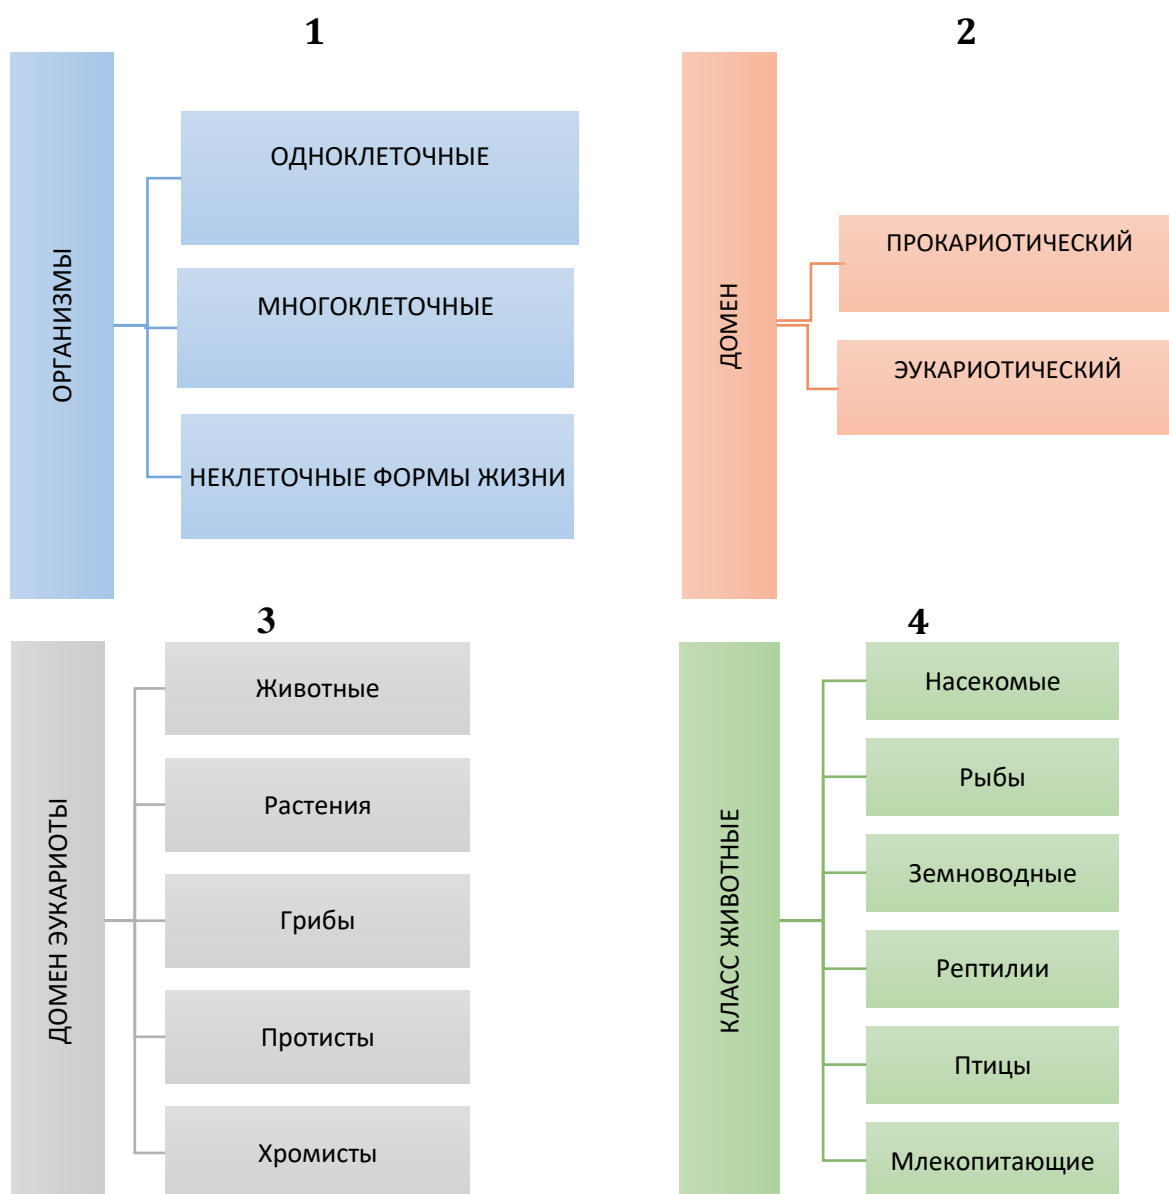 1
ОРГАНИЗМЫ
ОДНОКЛЕТОЧНЫЕ
МНОГОКЛЕТОЧНЫЕ
НЕКЛЕТОЧНЫЕ ФОРМЫ ЖИЗНИ
2
ДОМЕН
ПРОКАРИОТИЧЕСКИЙ
ЭУКАРИОТИЧЕСКИЙ
3
ДОМЕН ЭУКАРИОТЫ
Животные
Растения
Грибы
Протисты
Хромисты
4
КЛАСС ЖИВОТНЫЕ
Насекомые
Рыбы
Земноводные
Рептилии
Птицы
Млекопитающие